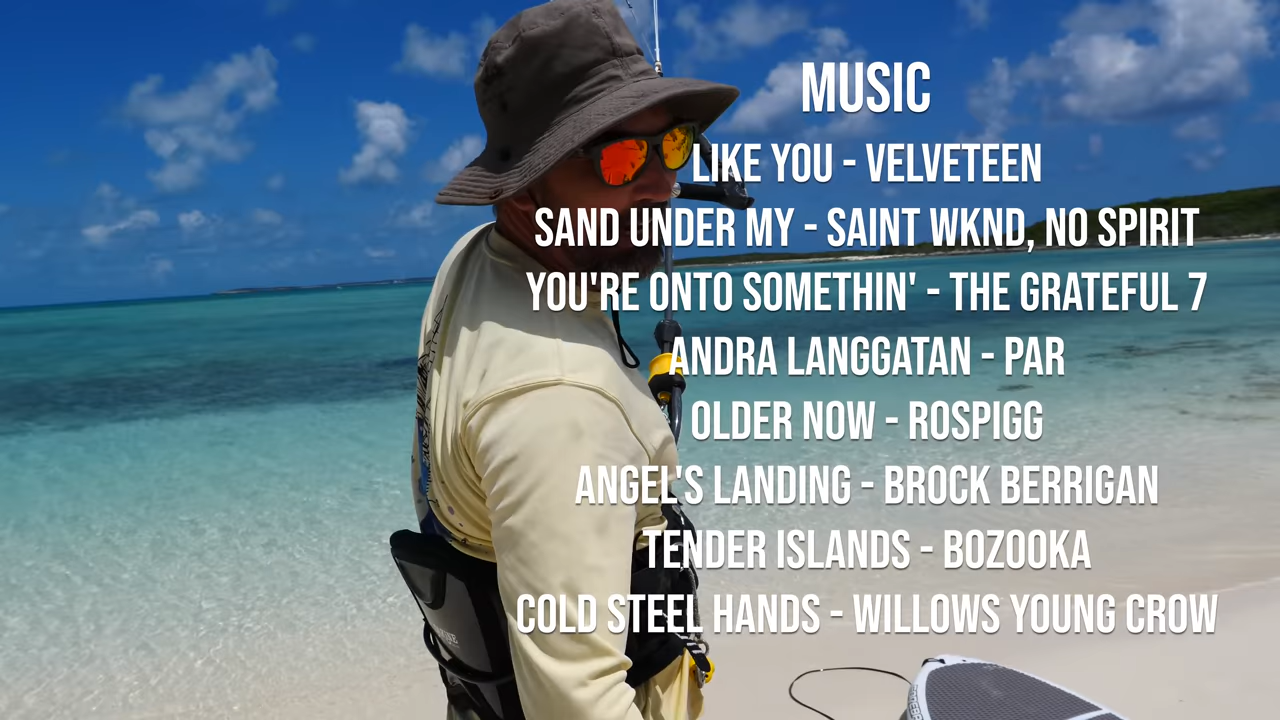 MUSIC
LIKE YOU - VELVETEEN
SAND UNDER MY - SAINT WKND, NO SPIRIT
YOU'RE ONTO SOMETHIN' - THE GRATEFUL 7
ANDRA LANGGATAN - PAR
OLDER NOW - ROSPIGG
ANGEL'S LANDING - BROCK BERRIGAN
TENDER ISLANDS - BOZOOKA
COLD STEEL HANDS - WILLOWS YOUNG CROW